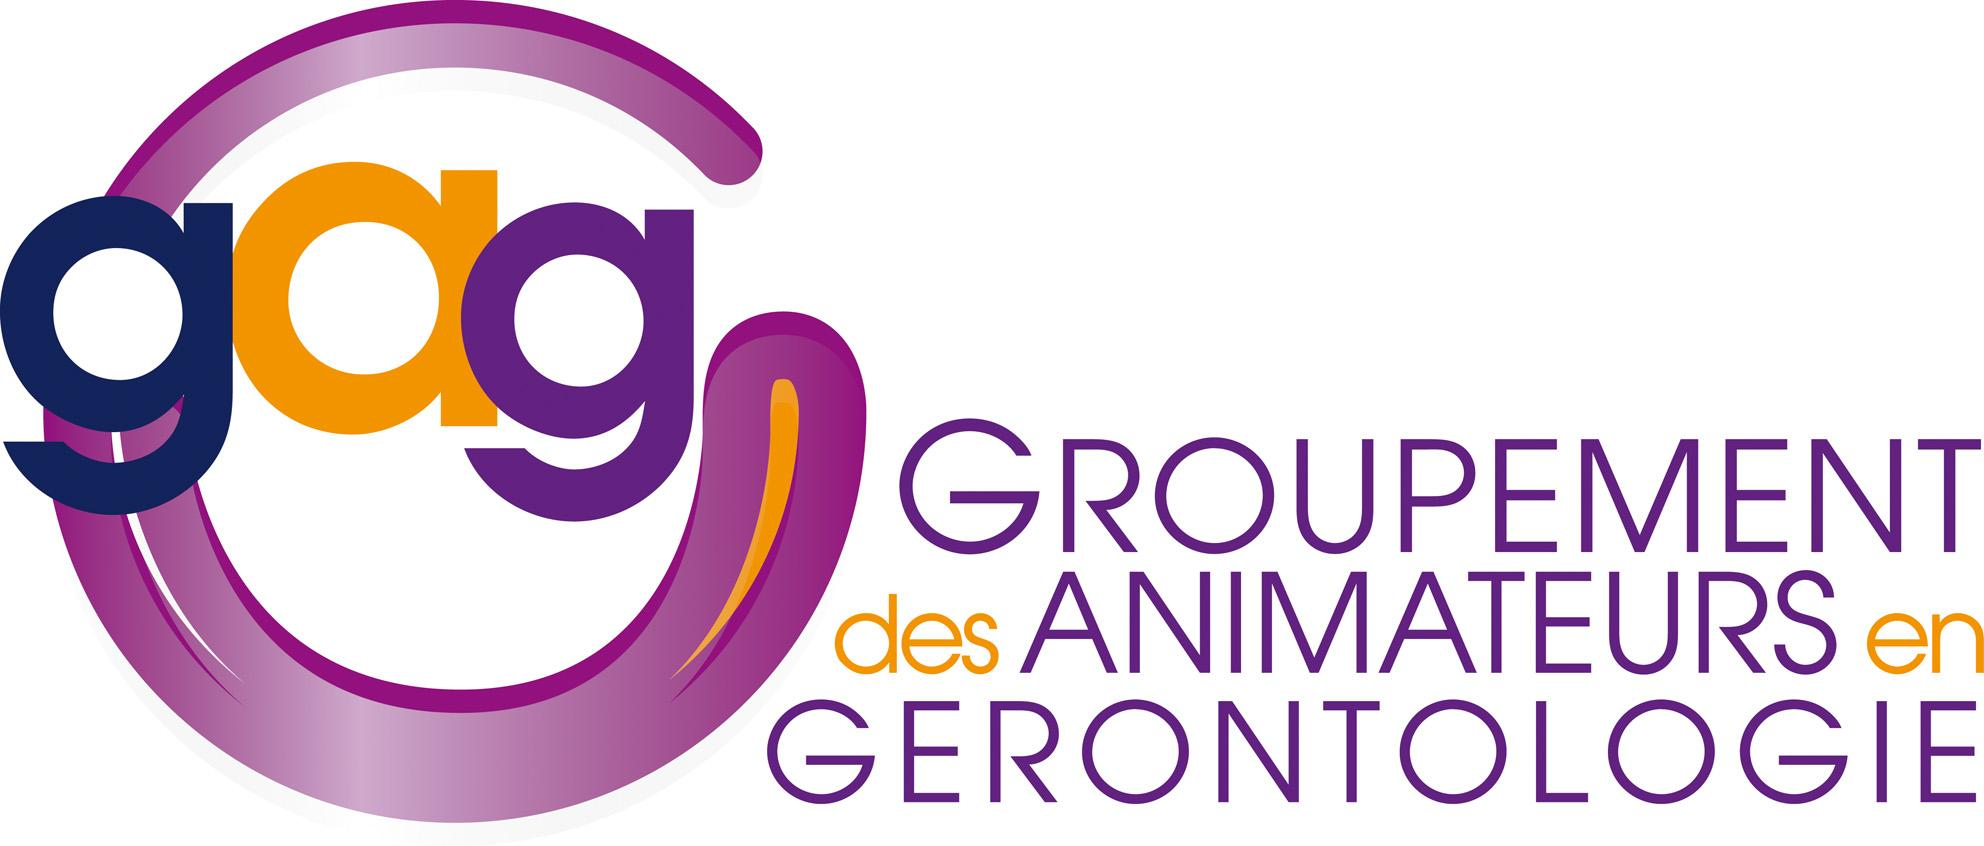 gag
GROUPEMENT
des ANIMATEURS en
GERONTOLOGIE